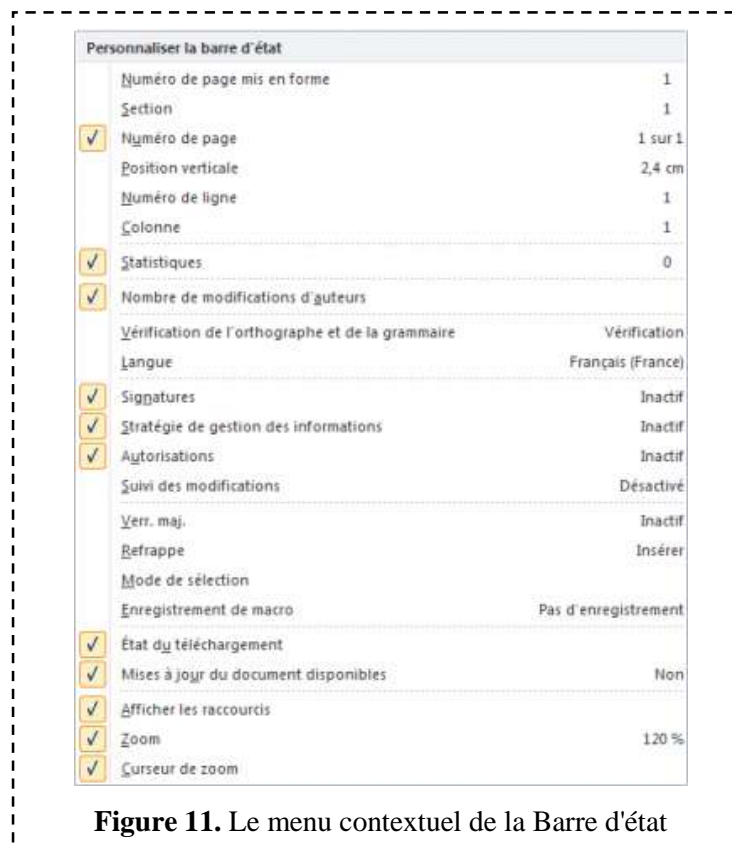 Personnaliser la barre d'état
Numéro de page mis en forme 1
Section 1
Numéro de page 1 sur 1
Position verticale 2,4 cm
Numéro de ligne 1
Colonne 1
Statistiques 0
Nombre de modifications d'auteurs
Vérification de l'orthographe et de la grammaire Vérification
Langue Français (France)
Signatures Inactif
Stratégie de gestion des informations Inactif
Autorisations Inactif
Suivi des modifications Désactivé
Verr. maj. Inactif
Refrappe Insérer
Mode de sélection
Enregistrement de macro Pas d'enregistrement
État du téléchargement
Mises à jour du document disponibles Non
Afficher les raccourcis
Zoom 120 %
Curseur de zoom
Figure 11. Le menu contextuel de la Barre d'état